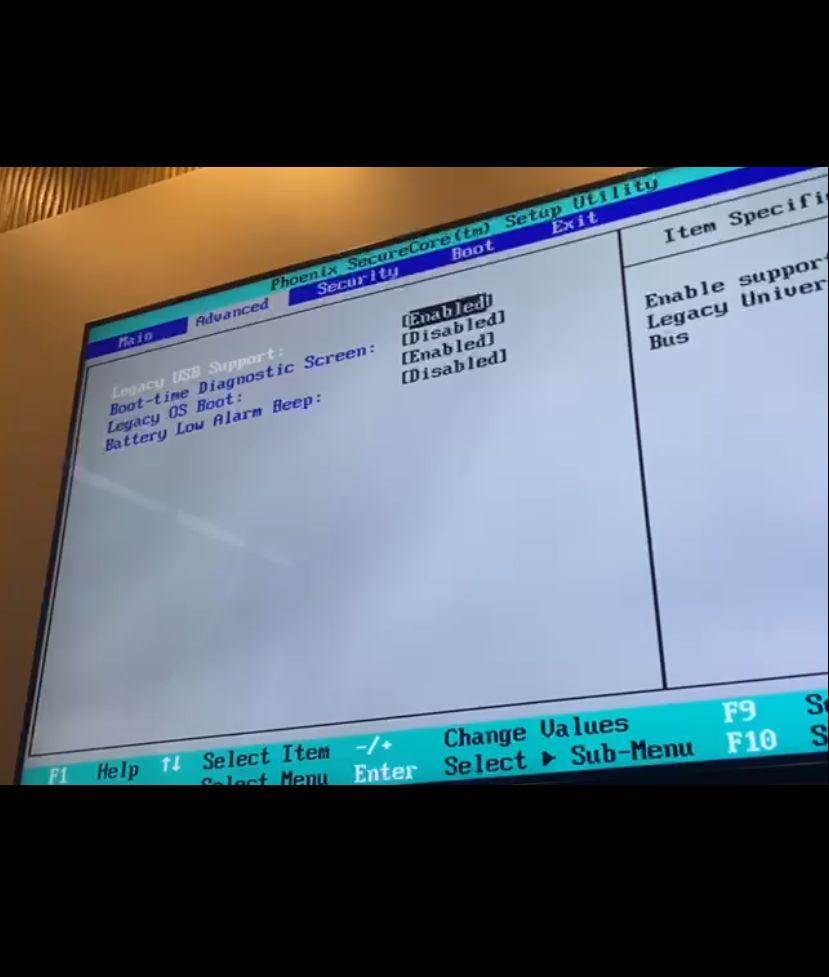 Phoenix SecureCore(tm) Setup Utility
Main Advanced Security Boot Exit
Legacy USB Support: [Enabled]
Boot-time Diagnostic Screen: [Disabled]
Legacy OS Boot: [Enabled]
Battery Low Alarm Beep: [Disabled]
Item Specifi
Enable suppor
Legacy Univer
Bus
F1 Help ↑↓ Select Item -/+ Change Values F9 S
Select Menu Enter Select ▶ Sub-Menu F10 S